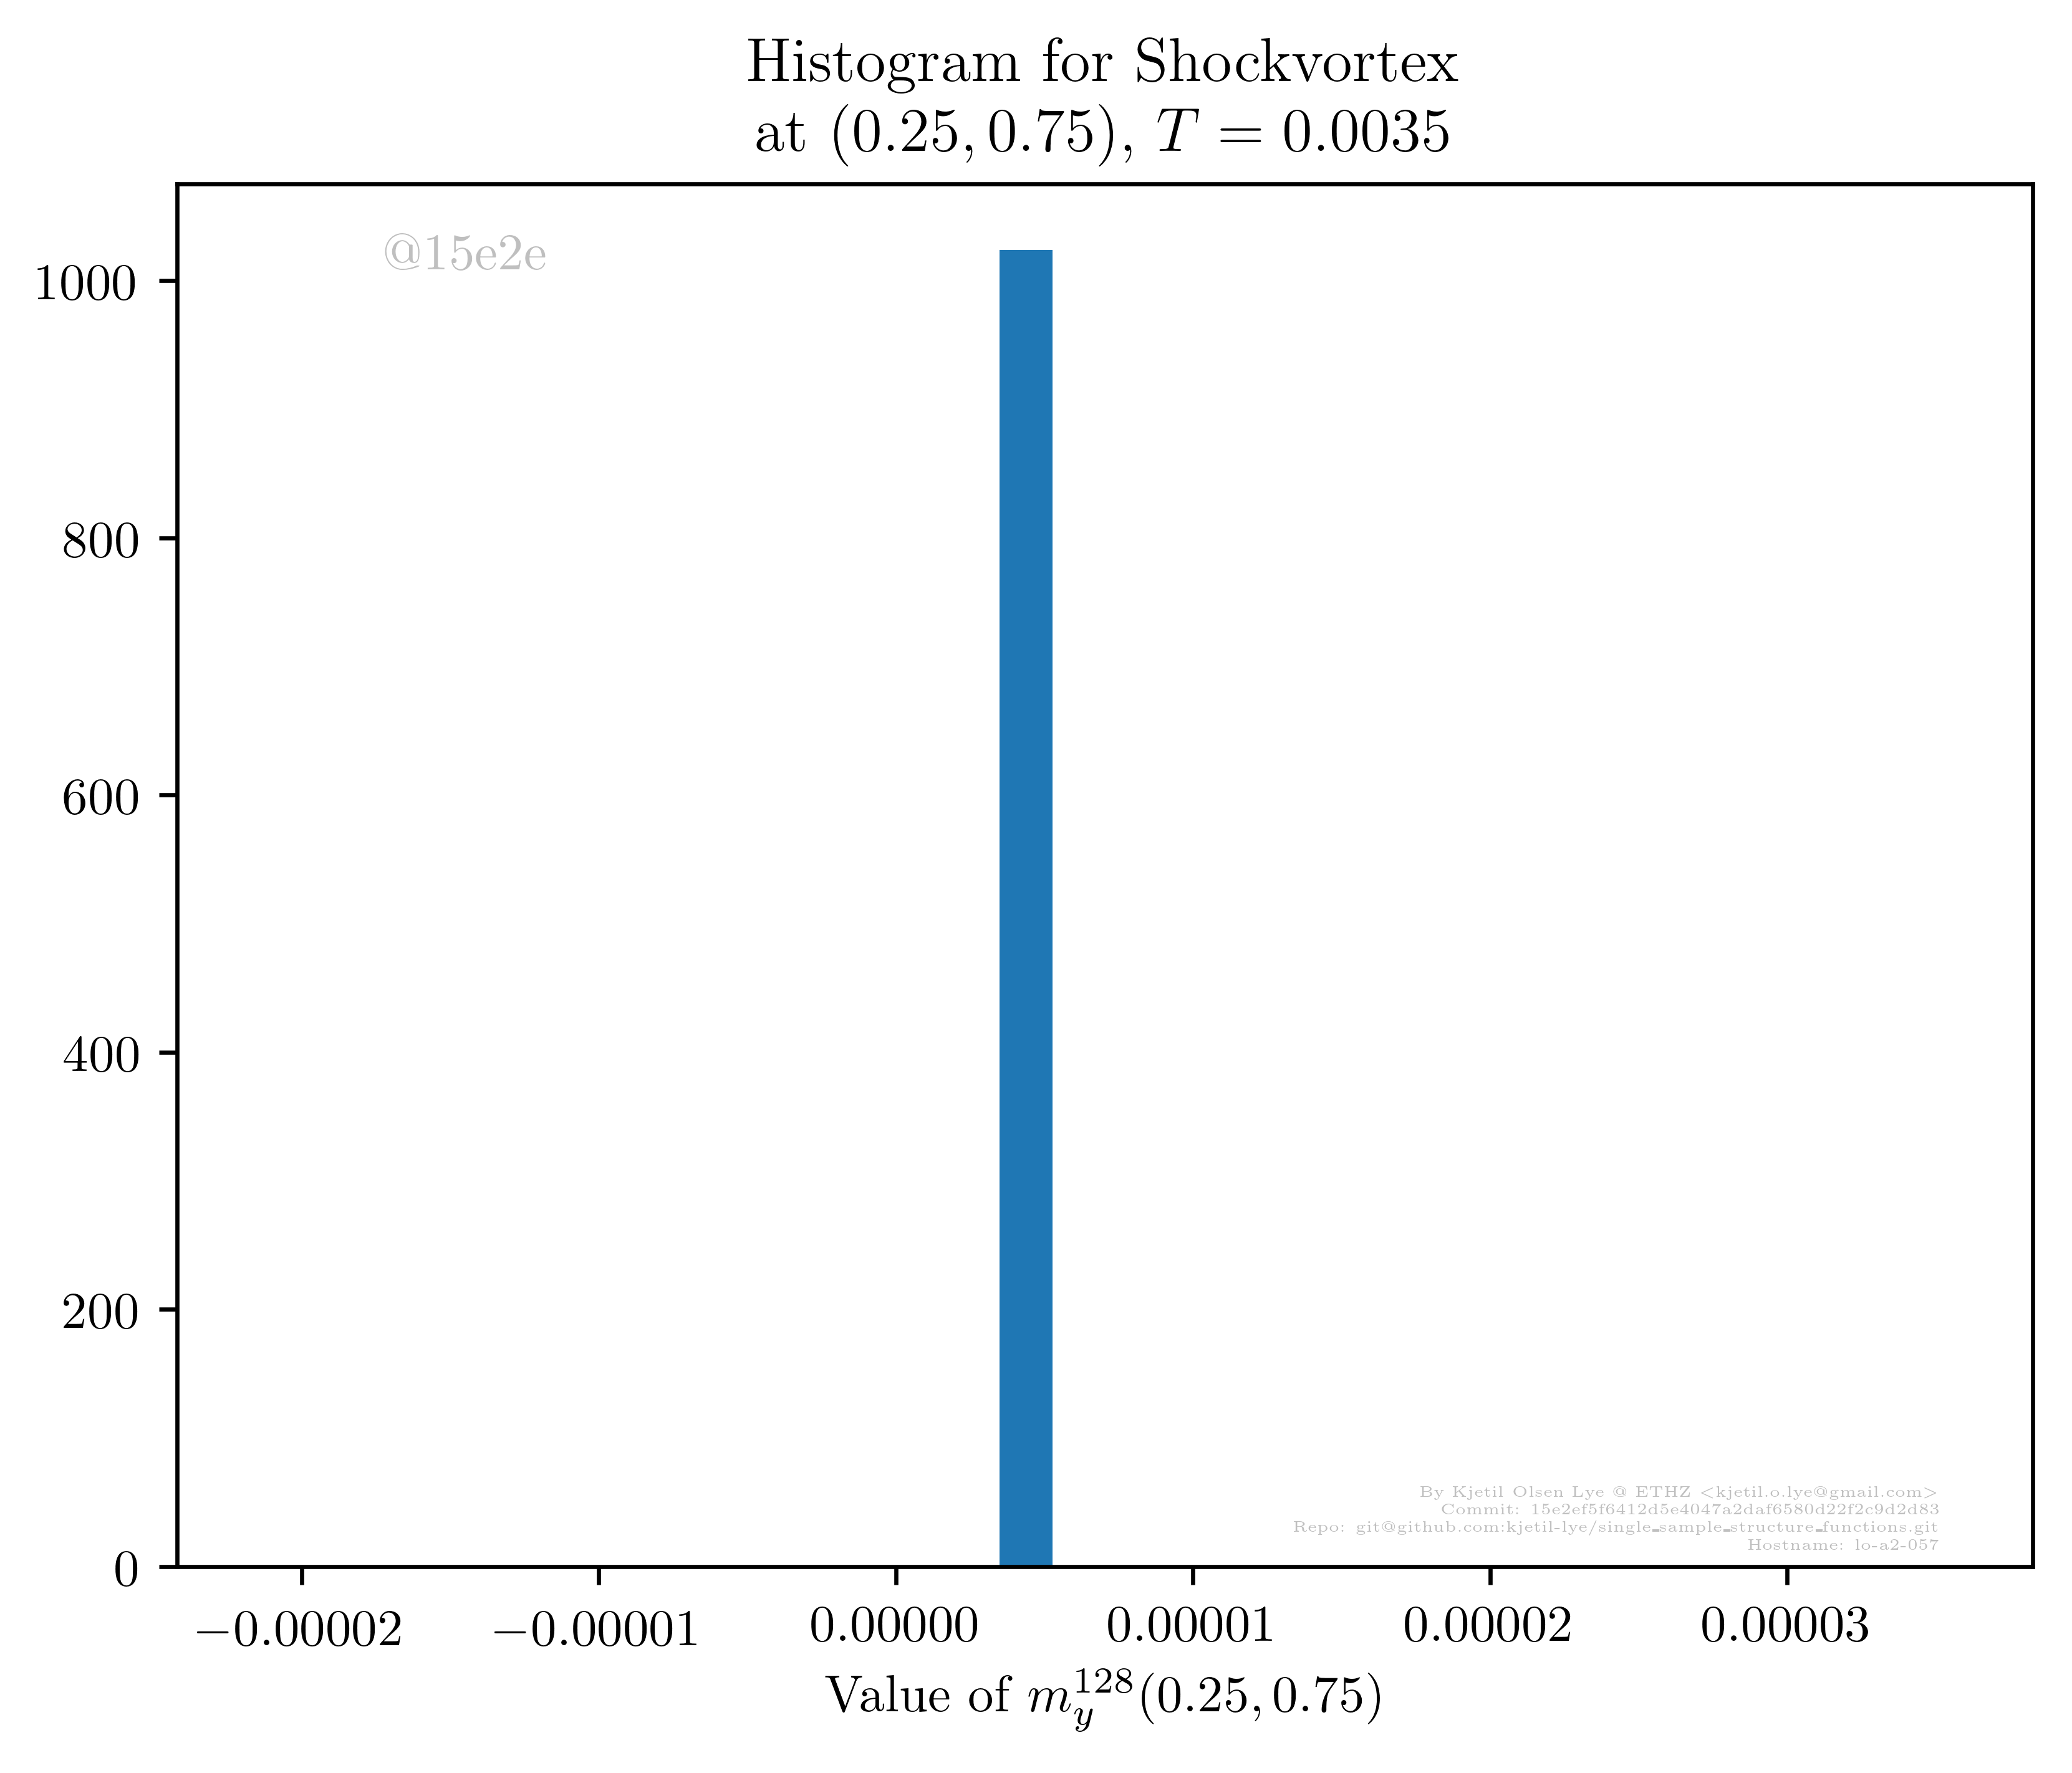 Histogram for Shockvortex
at (0.25, 0.75), T = 0.0035
@15e2e
1000
800
600
400
200
0
−0.00002 −0.00001 0.00000 0.00001 0.00002 0.00003
Value of m_y^{128}(0.25, 0.75)
By Kjetil Olsen Lye @ ETHZ <kjetil.o.lye@gmail.com>
Commit: 15e2ef5f6412d5e4047a2daf6580d22f2c9d2d83
Repo: git@github.com:kjetil-lye/single_sample_structure_functions.git
Hostname: lo-a2-057